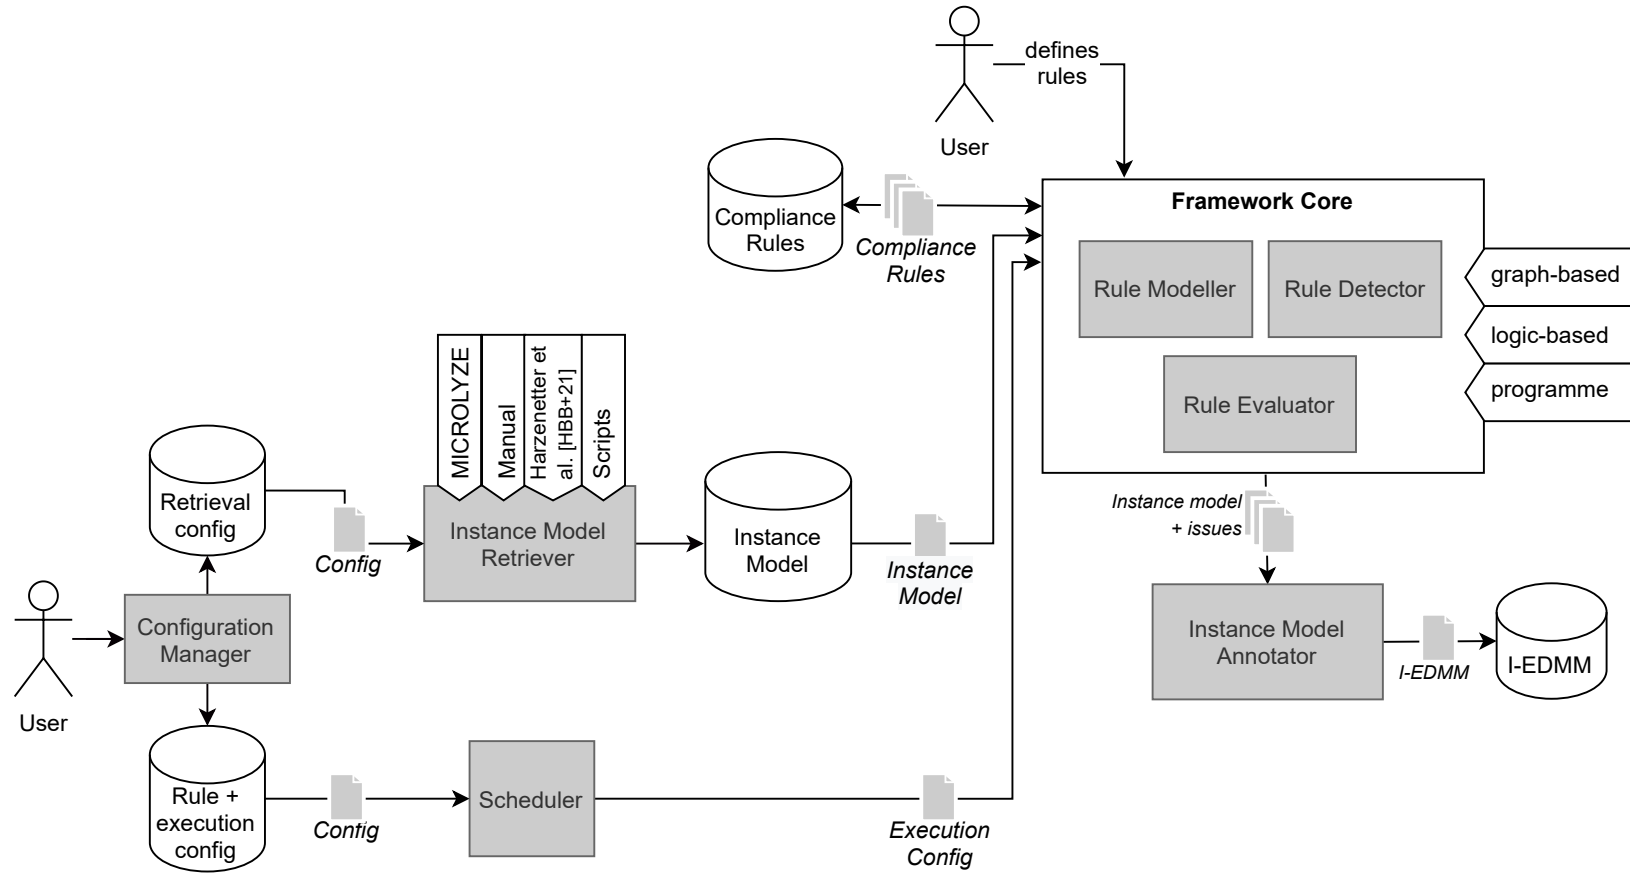 defines
rules
User
Compliance
Rules
Compliance
Rules
Framework Core
Rule Modeller
Rule Detector
Rule Evaluator
graph-based
logic-based
programme
MICROLYZE
Manual
Harzenetter et
al. [HBB+21]
Scripts
Retrieval
config
Config
Instance Model
Retriever
Instance
Model
Instance
Model
Instance model
+ issues
User
Configuration
Manager
Instance Model
Annotator
I-EDMM
I-EDMM
Rule +
execution
config
Config
Scheduler
Execution
Config